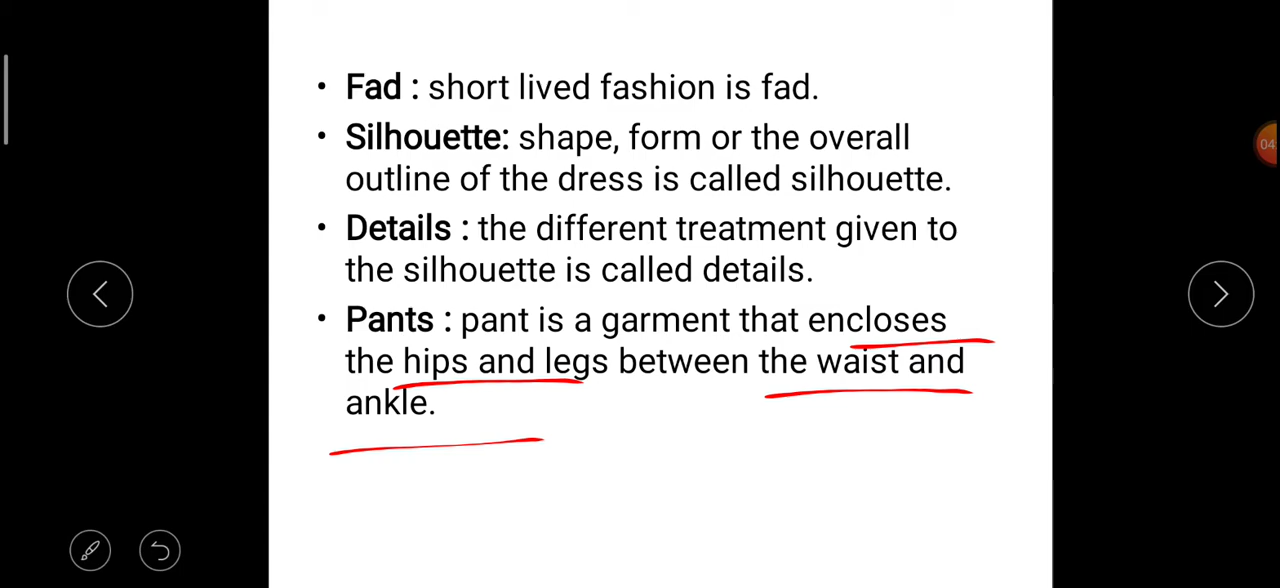 • Fad : short lived fashion is fad.
• Silhouette: shape, form or the overall
outline of the dress is called silhouette.
• Details : the different treatment given to
the silhouette is called details.
• Pants : pant is a garment that encloses
the hips and legs between the waist and
ankle.
04